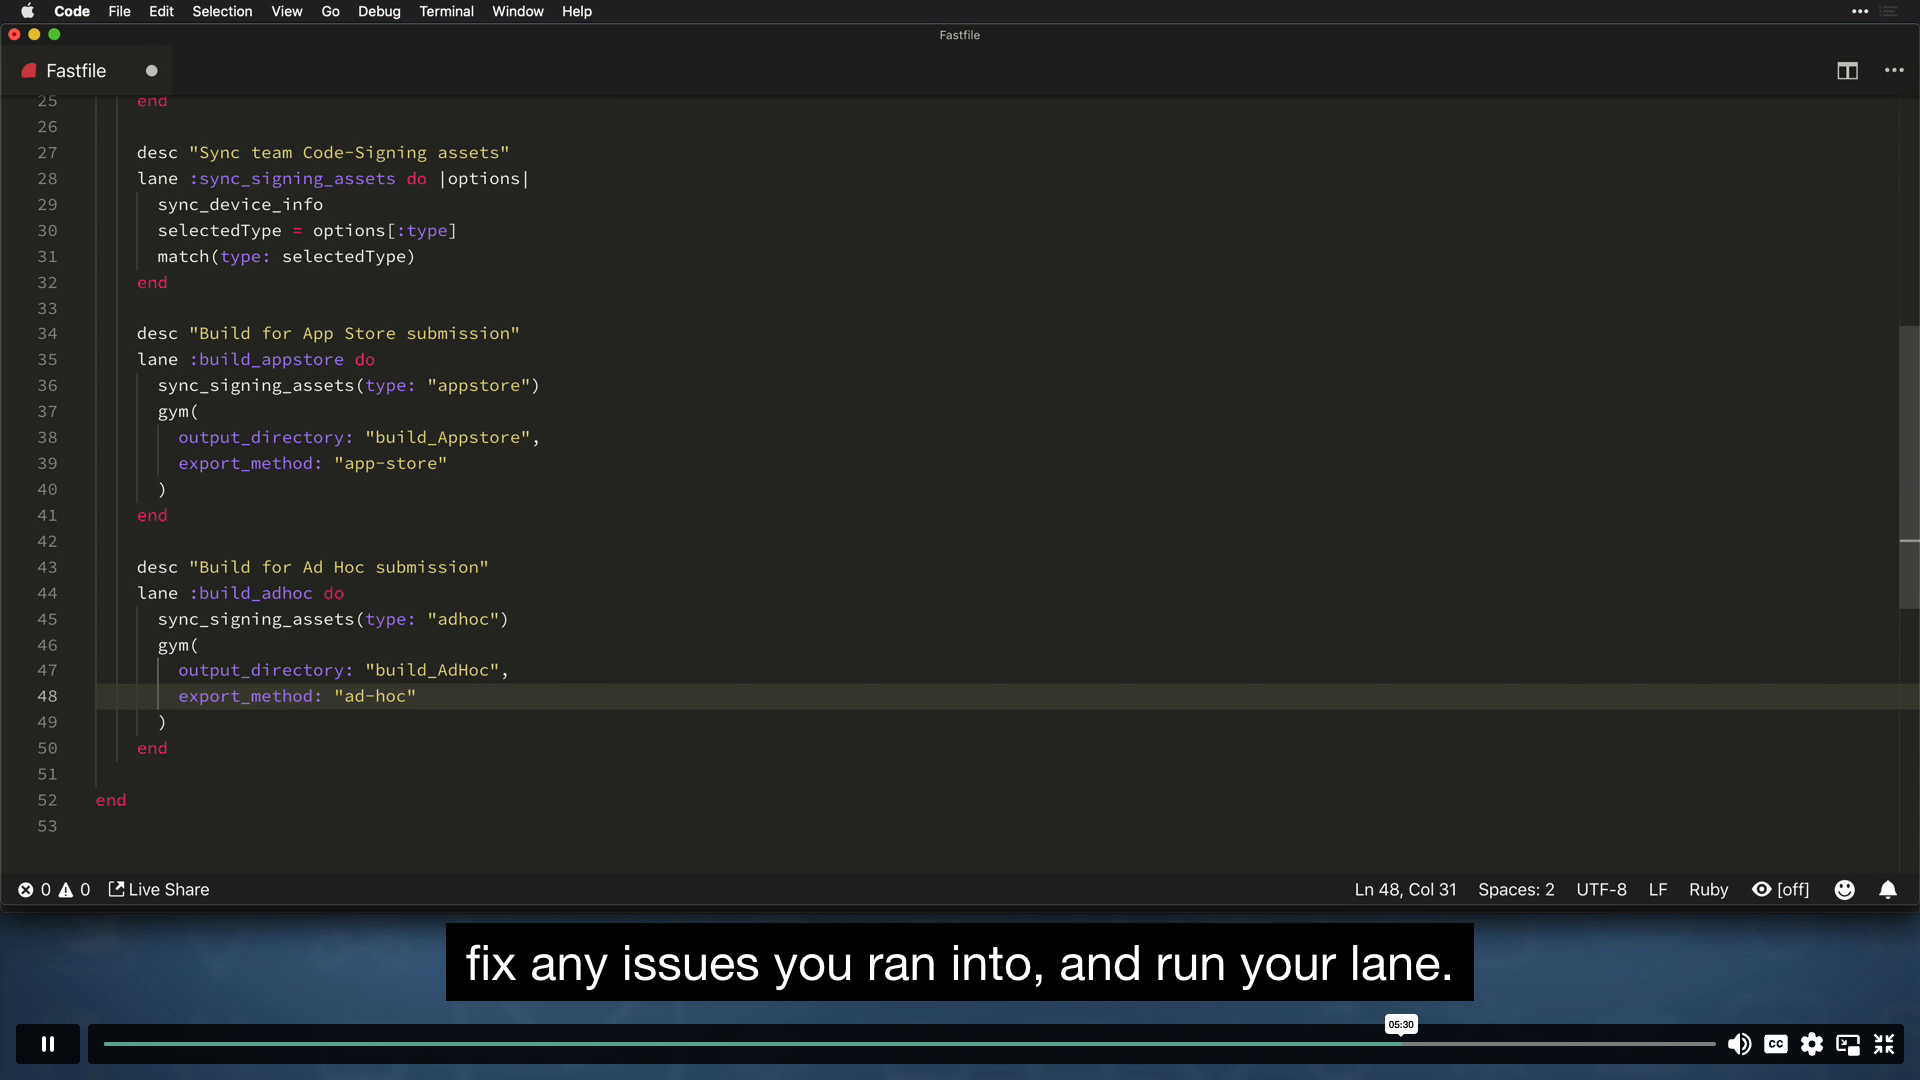 Code File Edit Selection View Go Debug Terminal Window Help
Fastfile
Fastfile
25 end
26
27 desc "Sync team Code-Signing assets"
28 lane :sync_signing_assets do |options|
29 sync_device_info
30 selectedType = options[:type]
31 match(type: selectedType)
32 end
33
34 desc "Build for App Store submission"
35 lane :build_appstore do
36 sync_signing_assets(type: "appstore")
37 gym(
38 output_directory: "build_Appstore",
39 export_method: "app-store"
40 )
41 end
42
43 desc "Build for Ad Hoc submission"
44 lane :build_adhoc do
45 sync_signing_assets(type: "adhoc")
46 gym(
47 output_directory: "build_AdHoc",
48 export_method: "ad-hoc"
49 )
50 end
51
52 end
53
0 0 Live Share Ln 48, Col 31 Spaces: 2 UTF-8 LF Ruby [off]
fix any issues you ran into, and run your lane.
05:30
CC